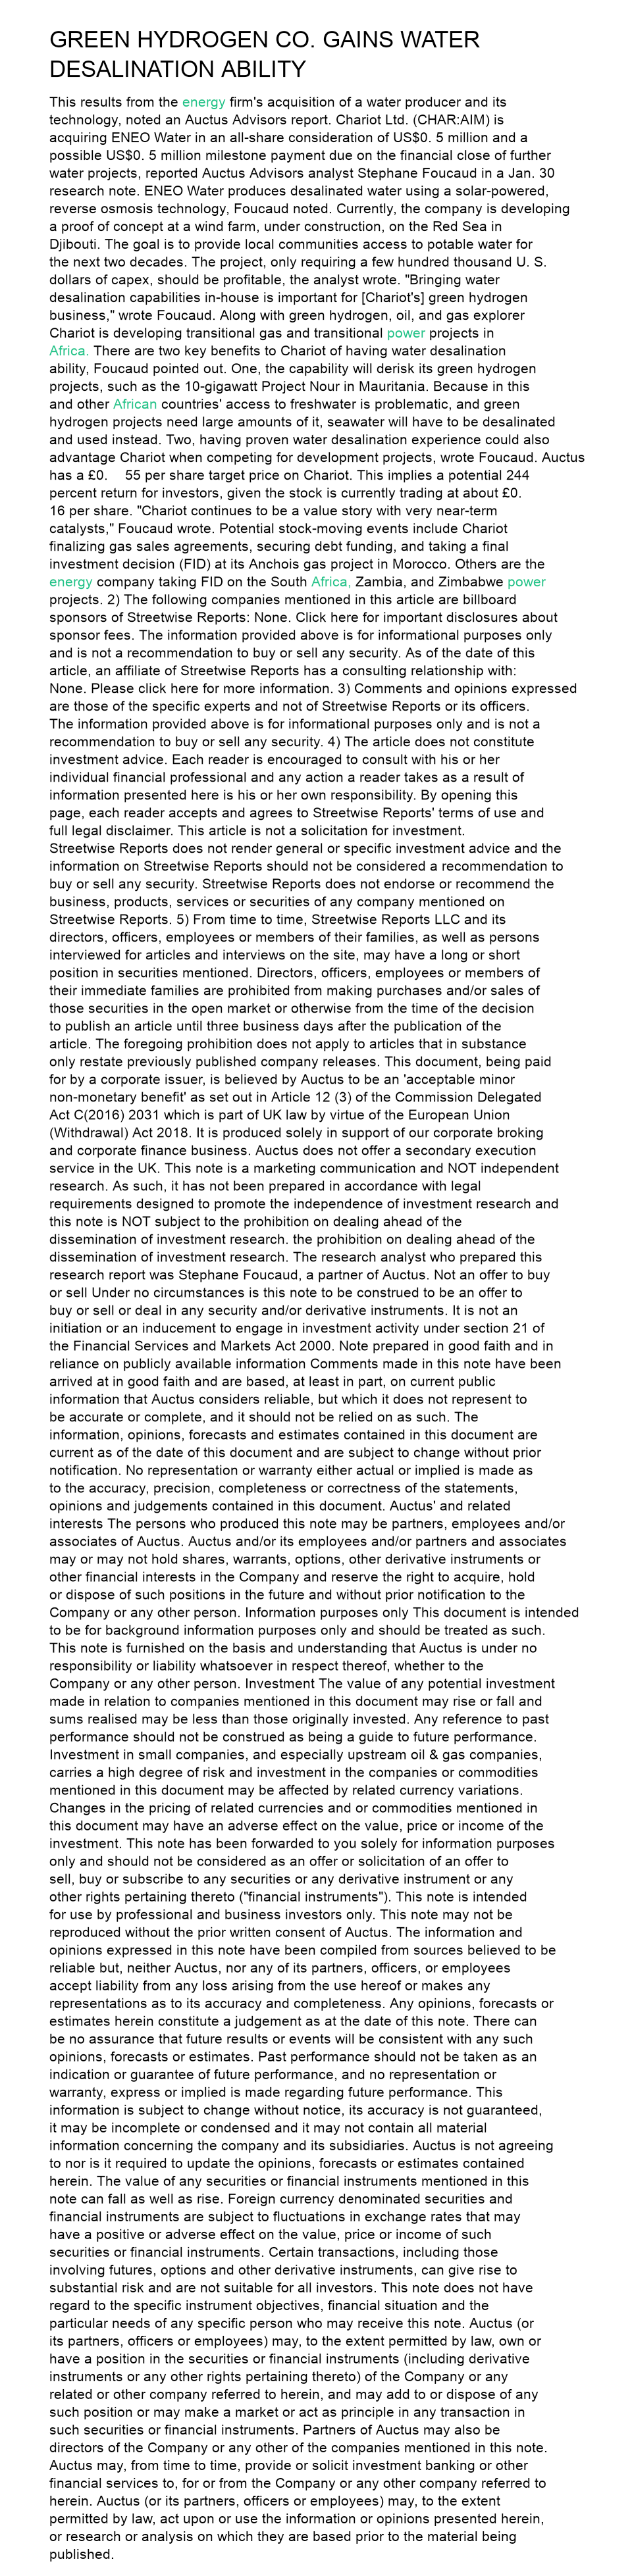 GREEN HYDROGEN CO. GAINS WATER
DESALINATION ABILITY
This results from the energy firm's acquisition of a water producer and its
technology, noted an Auctus Advisors report. Chariot Ltd. (CHAR:AIM) is
acquiring ENEO Water in an all-share consideration of US$0. 5 million and a
possible US$0. 5 million milestone payment due on the financial close of further
water projects, reported Auctus Advisors analyst Stephane Foucaud in a Jan. 30
research note. ENEO Water produces desalinated water using a solar-powered,
reverse osmosis technology, Foucaud noted. Currently, the company is developing
a proof of concept at a wind farm, under construction, on the Red Sea in
Djibouti. The goal is to provide local communities access to potable water for
the next two decades. The project, only requiring a few hundred thousand U. S.
dollars of capex, should be profitable, the analyst wrote. "Bringing water
desalination capabilities in-house is important for [Chariot's] green hydrogen
business," wrote Foucaud. Along with green hydrogen, oil, and gas explorer
Chariot is developing transitional gas and transitional power projects in
Africa. There are two key benefits to Chariot of having water desalination
ability, Foucaud pointed out. One, the capability will derisk its green hydrogen
projects, such as the 10-gigawatt Project Nour in Mauritania. Because in this
and other African countries' access to freshwater is problematic, and green
hydrogen projects need large amounts of it, seawater will have to be desalinated
and used instead. Two, having proven water desalination experience could also
advantage Chariot when competing for development projects, wrote Foucaud. Auctus
has a £0. 55 per share target price on Chariot. This implies a potential 244
percent return for investors, given the stock is currently trading at about £0.
16 per share. "Chariot continues to be a value story with very near-term
catalysts," Foucaud wrote. Potential stock-moving events include Chariot
finalizing gas sales agreements, securing debt funding, and taking a final
investment decision (FID) at its Anchois gas project in Morocco. Others are the
energy company taking FID on the South Africa, Zambia, and Zimbabwe power
projects. 2) The following companies mentioned in this article are billboard
sponsors of Streetwise Reports: None. Click here for important disclosures about
sponsor fees. The information provided above is for informational purposes only
and is not a recommendation to buy or sell any security. As of the date of this
article, an affiliate of Streetwise Reports has a consulting relationship with:
None. Please click here for more information. 3) Comments and opinions expressed
are those of the specific experts and not of Streetwise Reports or its officers.
The information provided above is for informational purposes only and is not a
recommendation to buy or sell any security. 4) The article does not constitute
investment advice. Each reader is encouraged to consult with his or her
individual financial professional and any action a reader takes as a result of
information presented here is his or her own responsibility. By opening this
page, each reader accepts and agrees to Streetwise Reports' terms of use and
full legal disclaimer. This article is not a solicitation for investment.
Streetwise Reports does not render general or specific investment advice and the
information on Streetwise Reports should not be considered a recommendation to
buy or sell any security. Streetwise Reports does not endorse or recommend the
business, products, services or securities of any company mentioned on
Streetwise Reports. 5) From time to time, Streetwise Reports LLC and its
directors, officers, employees or members of their families, as well as persons
interviewed for articles and interviews on the site, may have a long or short
position in securities mentioned. Directors, officers, employees or members of
their immediate families are prohibited from making purchases and/or sales of
those securities in the open market or otherwise from the time of the decision
to publish an article until three business days after the publication of the
article. The foregoing prohibition does not apply to articles that in substance
only restate previously published company releases. This document, being paid
for by a corporate issuer, is believed by Auctus to be an 'acceptable minor
non-monetary benefit' as set out in Article 12 (3) of the Commission Delegated
Act C(2016) 2031 which is part of UK law by virtue of the European Union
(Withdrawal) Act 2018. It is produced solely in support of our corporate broking
and corporate finance business. Auctus does not offer a secondary execution
service in the UK. This note is a marketing communication and NOT independent
research. As such, it has not been prepared in accordance with legal
requirements designed to promote the independence of investment research and
this note is NOT subject to the prohibition on dealing ahead of the
dissemination of investment research. the prohibition on dealing ahead of the
dissemination of investment research. The research analyst who prepared this
research report was Stephane Foucaud, a partner of Auctus. Not an offer to buy
or sell Under no circumstances is this note to be construed to be an offer to
buy or sell or deal in any security and/or derivative instruments. It is not an
initiation or an inducement to engage in investment activity under section 21 of
the Financial Services and Markets Act 2000. Note prepared in good faith and in
reliance on publicly available information Comments made in this note have been
arrived at in good faith and are based, at least in part, on current public
information that Auctus considers reliable, but which it does not represent to
be accurate or complete, and it should not be relied on as such. The
information, opinions, forecasts and estimates contained in this document are
current as of the date of this document and are subject to change without prior
notification. No representation or warranty either actual or implied is made as
to the accuracy, precision, completeness or correctness of the statements,
opinions and judgements contained in this document. Auctus' and related
interests The persons who produced this note may be partners, employees and/or
associates of Auctus. Auctus and/or its employees and/or partners and associates
may or may not hold shares, warrants, options, other derivative instruments or
other financial interests in the Company and reserve the right to acquire, hold
or dispose of such positions in the future and without prior notification to the
Company or any other person. Information purposes only This document is intended
to be for background information purposes only and should be treated as such.
This note is furnished on the basis and understanding that Auctus is under no
responsibility or liability whatsoever in respect thereof, whether to the
Company or any other person. Investment The value of any potential investment
made in relation to companies mentioned in this document may rise or fall and
sums realised may be less than those originally invested. Any reference to past
performance should not be construed as being a guide to future performance.
Investment in small companies, and especially upstream oil & gas companies,
carries a high degree of risk and investment in the companies or commodities
mentioned in this document may be affected by related currency variations.
Changes in the pricing of related currencies and or commodities mentioned in
this document may have an adverse effect on the value, price or income of the
investment. This note has been forwarded to you solely for information purposes
only and should not be considered as an offer or solicitation of an offer to
sell, buy or subscribe to any securities or any derivative instrument or any
other rights pertaining thereto ("financial instruments"). This note is intended
for use by professional and business investors only. This note may not be
reproduced without the prior written consent of Auctus. The information and
opinions expressed in this note have been compiled from sources believed to be
reliable but, neither Auctus, nor any of its partners, officers, or employees
accept liability from any loss arising from the use hereof or makes any
representations as to its accuracy and completeness. Any opinions, forecasts or
estimates herein constitute a judgement as at the date of this note. There can
be no assurance that future results or events will be consistent with any such
opinions, forecasts or estimates. Past performance should not be taken as an
indication or guarantee of future performance, and no representation or
warranty, express or implied is made regarding future performance. This
information is subject to change without notice, its accuracy is not guaranteed,
it may be incomplete or condensed and it may not contain all material
information concerning the company and its subsidiaries. Auctus is not agreeing
to nor is it required to update the opinions, forecasts or estimates contained
herein. The value of any securities or financial instruments mentioned in this
note can fall as well as rise. Foreign currency denominated securities and
financial instruments are subject to fluctuations in exchange rates that may
have a positive or adverse effect on the value, price or income of such
securities or financial instruments. Certain transactions, including those
involving futures, options and other derivative instruments, can give rise to
substantial risk and are not suitable for all investors. This note does not have
regard to the specific instrument objectives, financial situation and the
particular needs of any specific person who may receive this note. Auctus (or
its partners, officers or employees) may, to the extent permitted by law, own or
have a position in the securities or financial instruments (including derivative
instruments or any other rights pertaining thereto) of the Company or any
related or other company referred to herein, and may add to or dispose of any
such position or may make a market or act as principle in any transaction in
such securities or financial instruments. Partners of Auctus may also be
directors of the Company or any other of the companies mentioned in this note.
Auctus may, from time to time, provide or solicit investment banking or other
financial services to, for or from the Company or any other company referred to
herein. Auctus (or its partners, officers or employees) may, to the extent
permitted by law, act upon or use the information or opinions presented herein,
or research or analysis on which they are based prior to the material being
published.